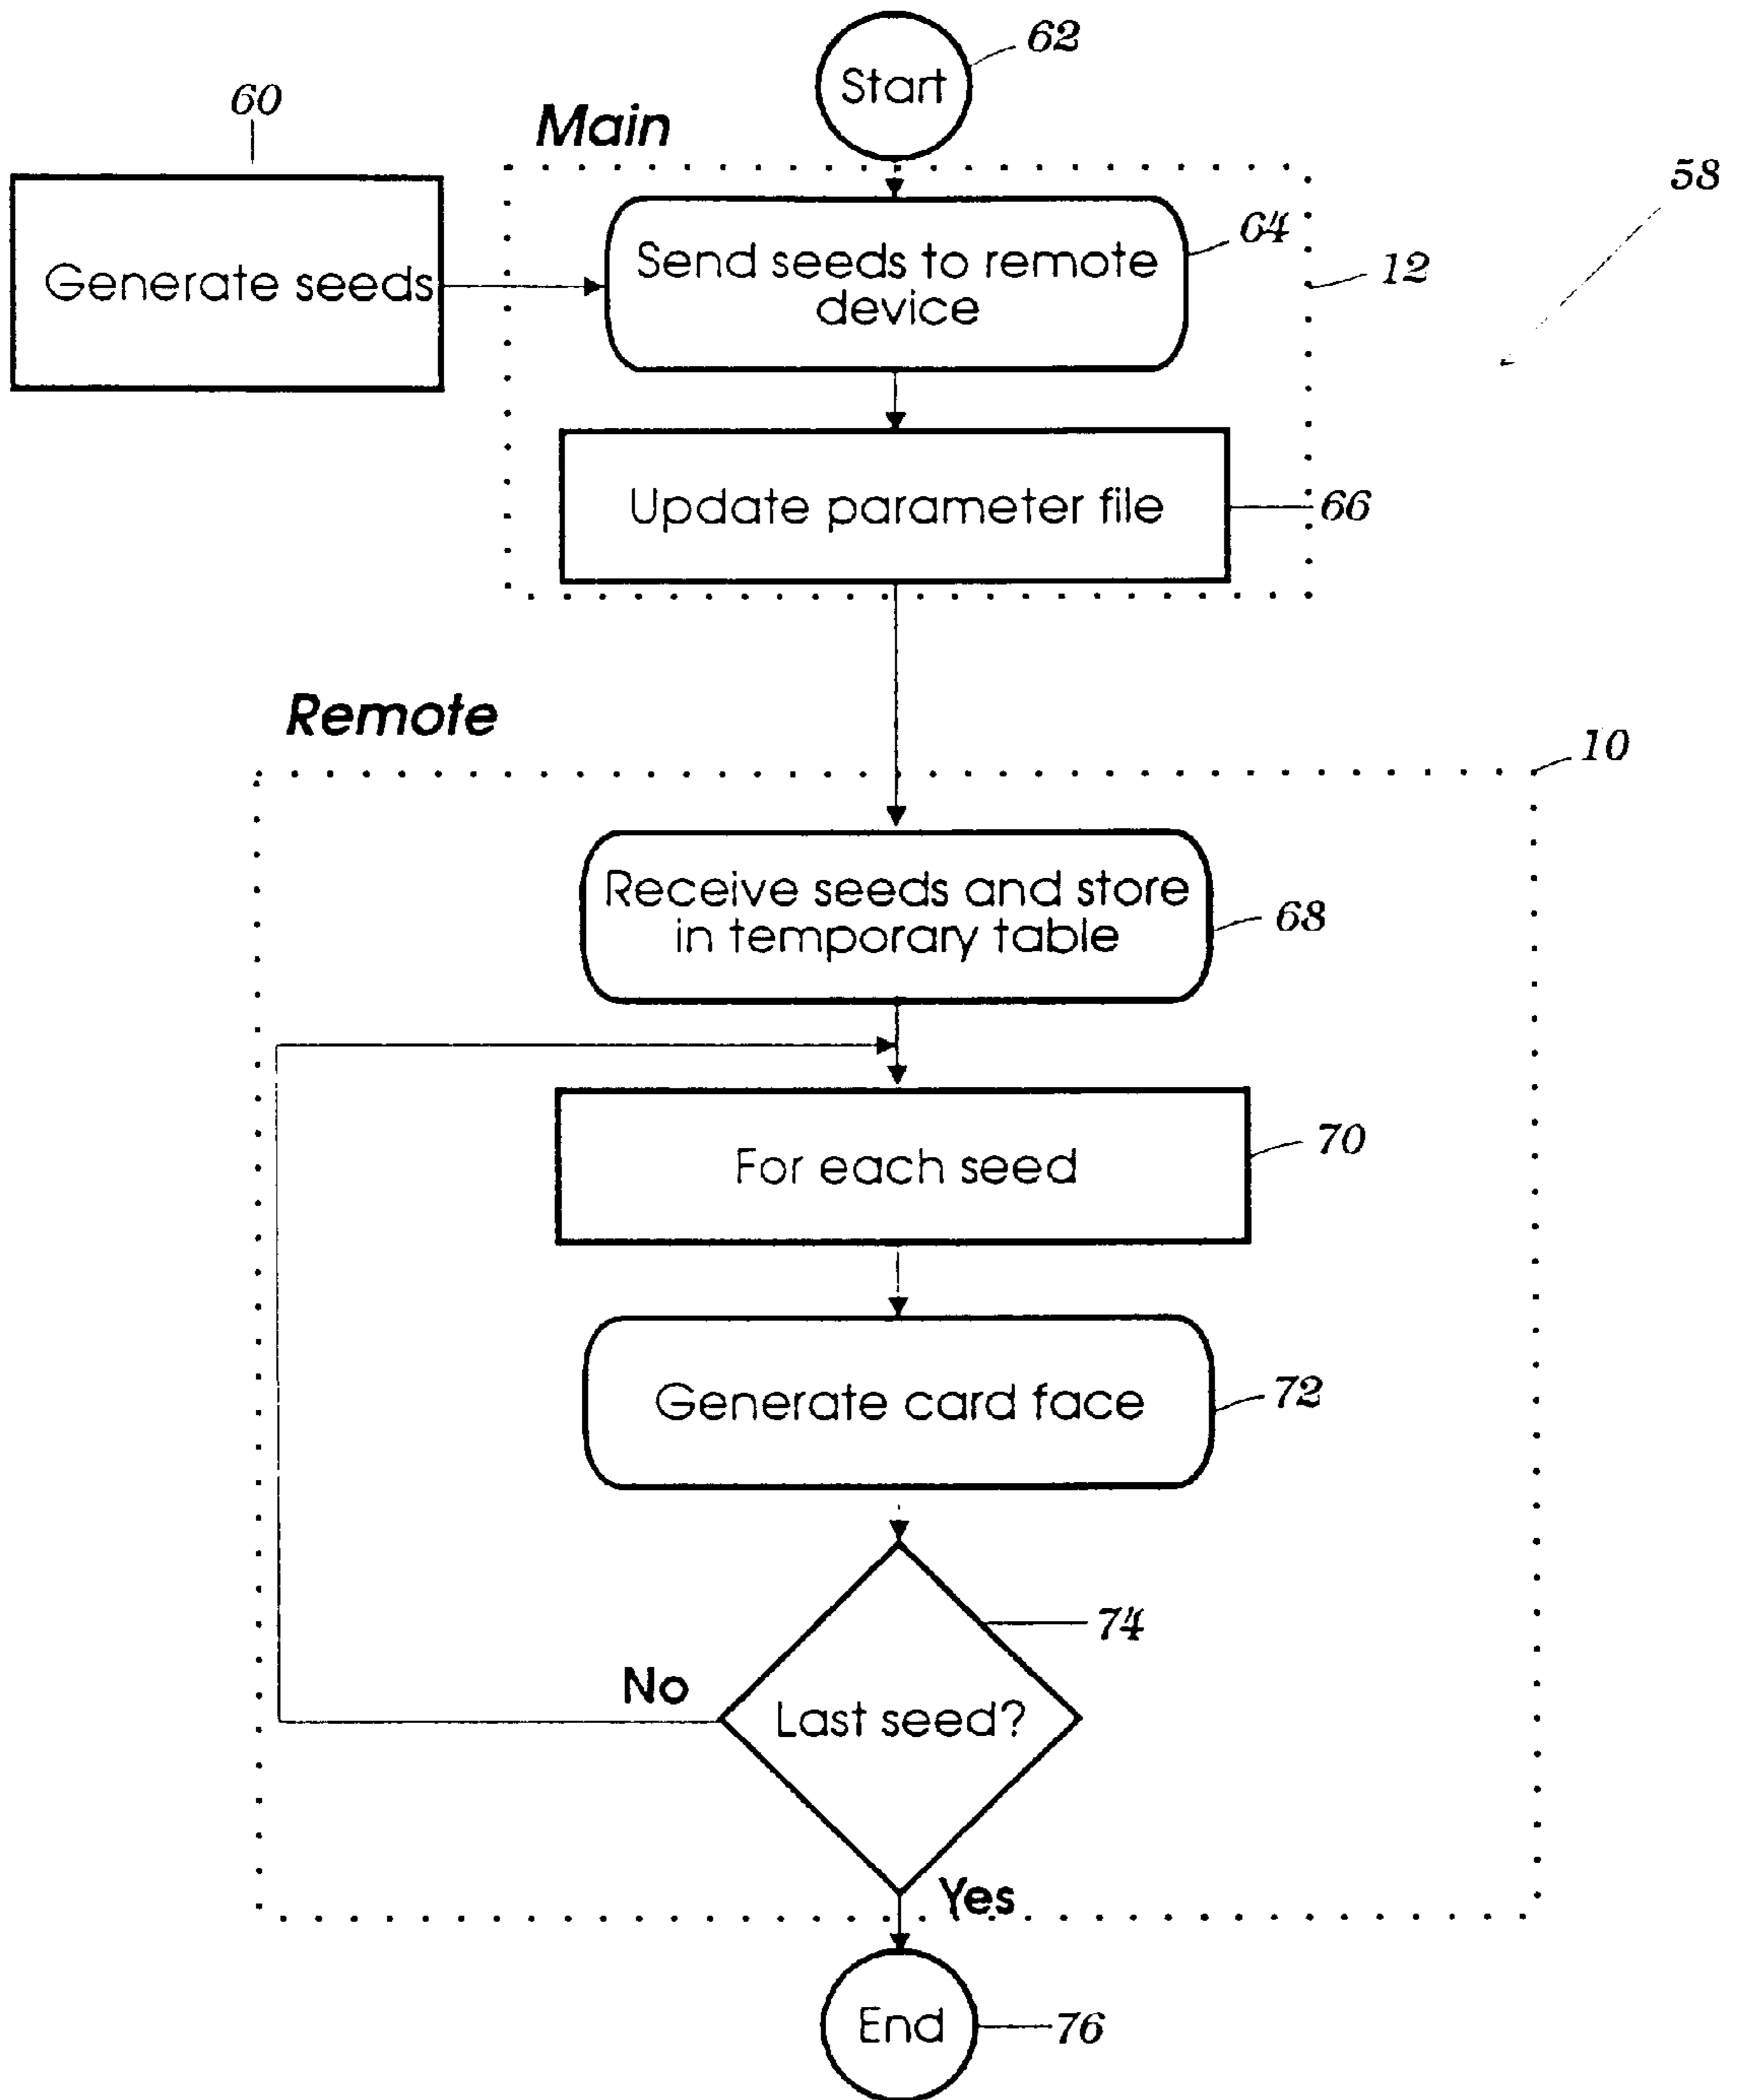 62
Start
60
Main
58
64
Send seeds to remote
device
12
Generate seeds
Update parameter file
66
Remote
10
Receive seeds and store
in temporary table
68
For each seed
70
Generate card face
72
74
No
Last seed?
Yes
End
76